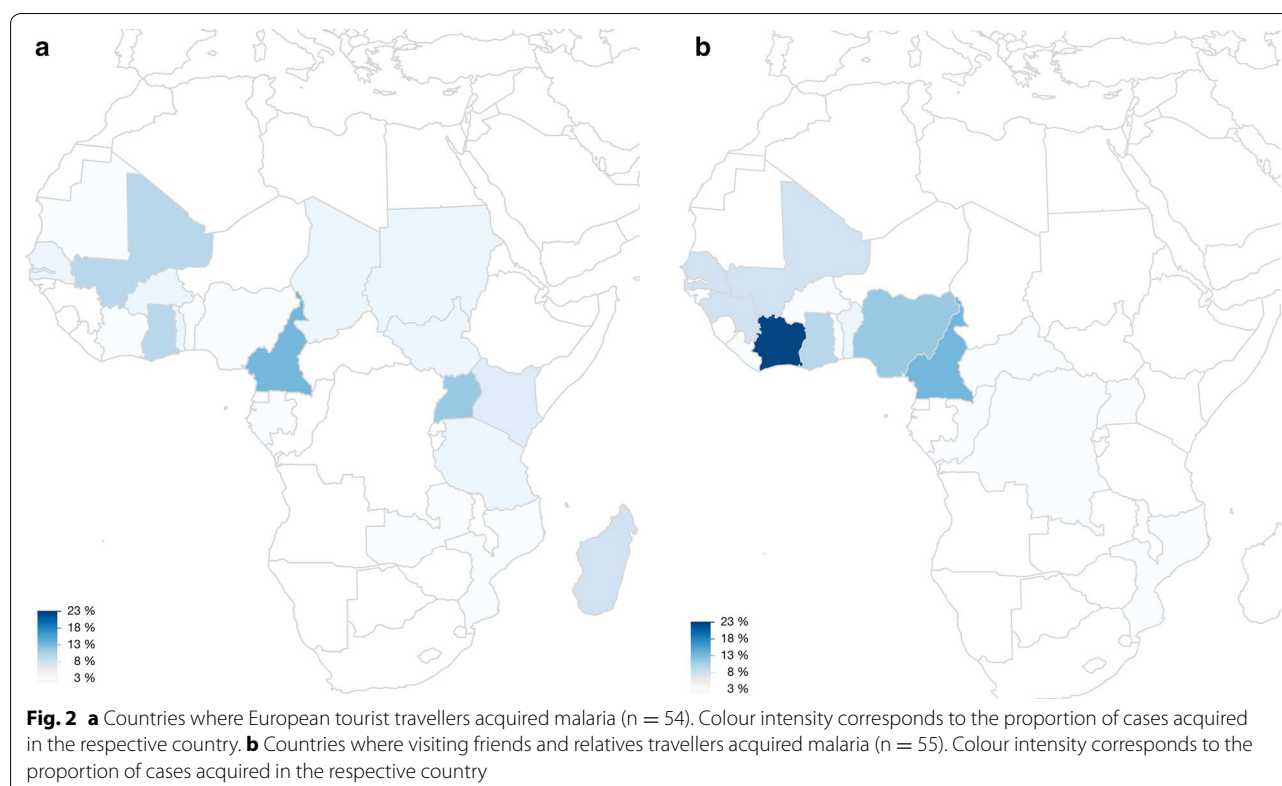 a
b
23 %
18 %
13 %
8 %
3 %
23 %
18 %
13 %
8 %
3 %
Fig. 2 a Countries where European tourist travellers acquired malaria (n = 54). Colour intensity corresponds to the proportion of cases acquired
in the respective country. b Countries where visiting friends and relatives travellers acquired malaria (n = 55). Colour intensity corresponds to the
proportion of cases acquired in the respective country